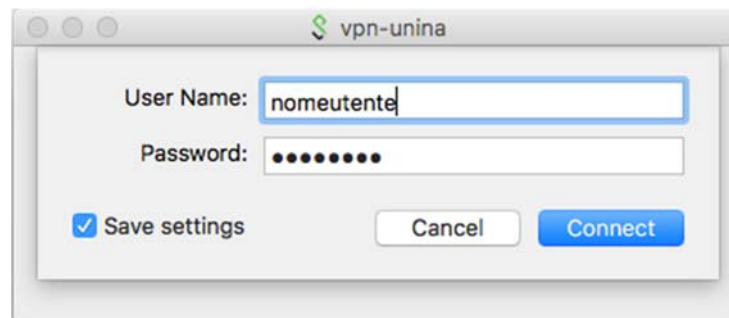 vpn-unina
User Name: nomeutente
Password: ••••••••
Save settings
Cancel Connect